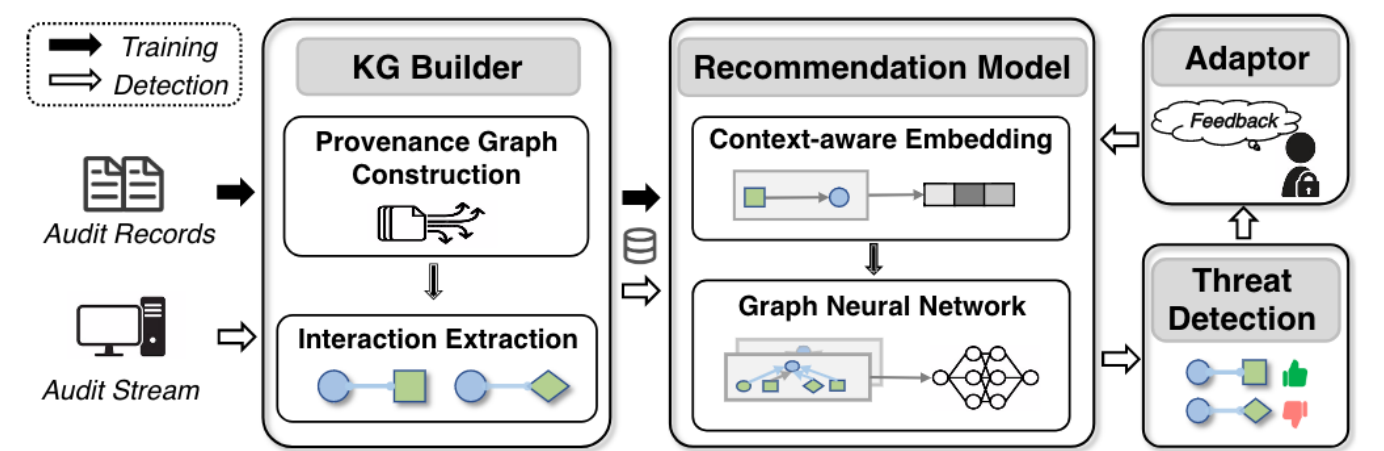 Training
Detection
Audit Records
Audit Stream
KG Builder
Provenance Graph
Construction
Interaction Extraction
Recommendation Model
Context-aware Embedding
Graph Neural Network
Adaptor
Feedback
Threat
Detection